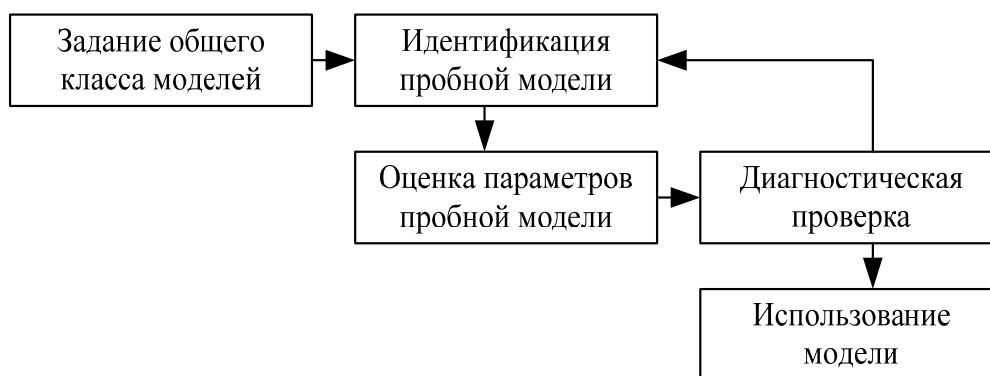 Задание общего
класса моделей
Идентификация
пробной модели
Оценка параметров
пробной модели
Диагностическая
проверка
Использование
модели